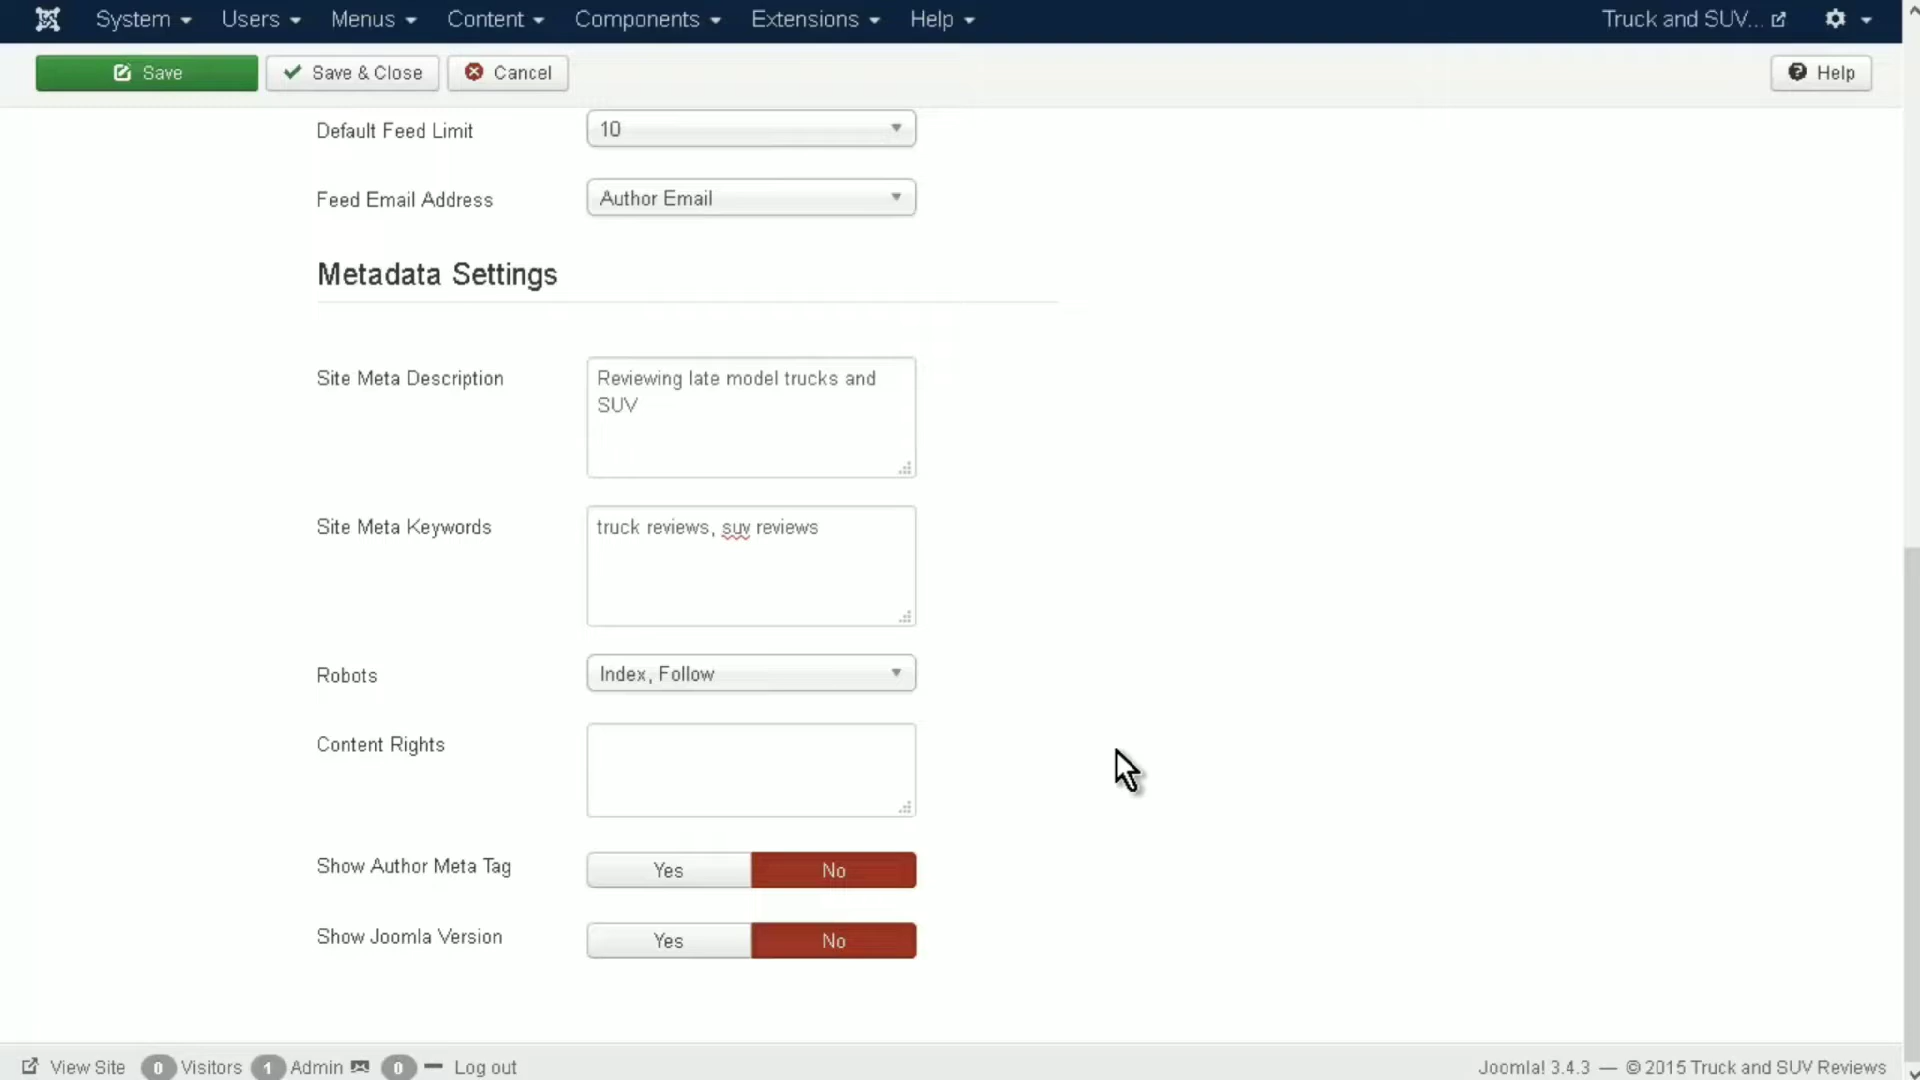 System Users Menus Content Components Extensions Help Truck and SUV...
Save Save & Close Cancel Help
Default Feed Limit 10
Feed Email Address Author Email
Metadata Settings
Site Meta Description Reviewing late model trucks and
SUV
Site Meta Keywords truck reviews, suv reviews
Robots Index, Follow
Content Rights
Show Author Meta Tag Yes No
Show Joomla Version Yes No
View Site 0 Visitors 1 Admin 0 Log out Joomla! 3.4.3 — © 2015 Truck and SUV Reviews